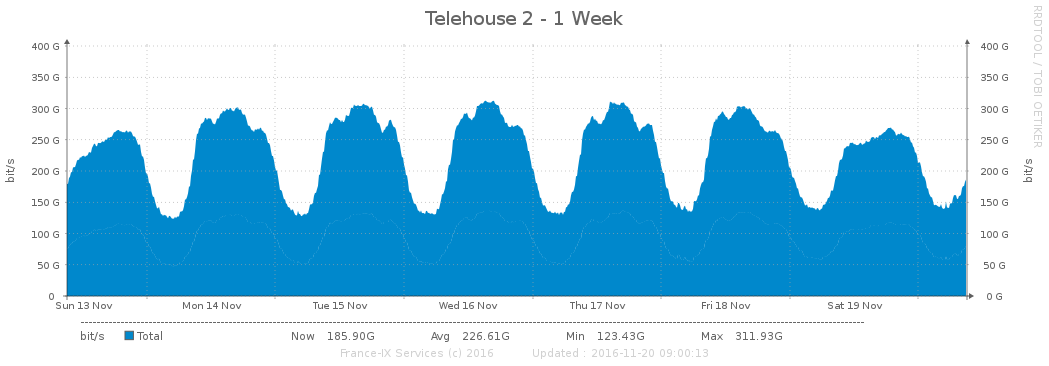 Telehouse 2 - 1 Week
RRDTOOL / TOBI OETIKER
400 G 400 G
350 G 350 G
300 G 300 G
250 G 250 G
200 G 200 G
150 G 150 G
100 G 100 G
50 G 50 G
0 0 G
bit/s
bit/s
Sun 13 Nov Mon 14 Nov Tue 15 Nov Wed 16 Nov Thu 17 Nov Fri 18 Nov Sat 19 Nov
bit/s Total Now 185.90G Avg 226.61G Min 123.43G Max 311.93G
France-IX Services (c) 2016 Updated : 2016-11-20 09:00:13